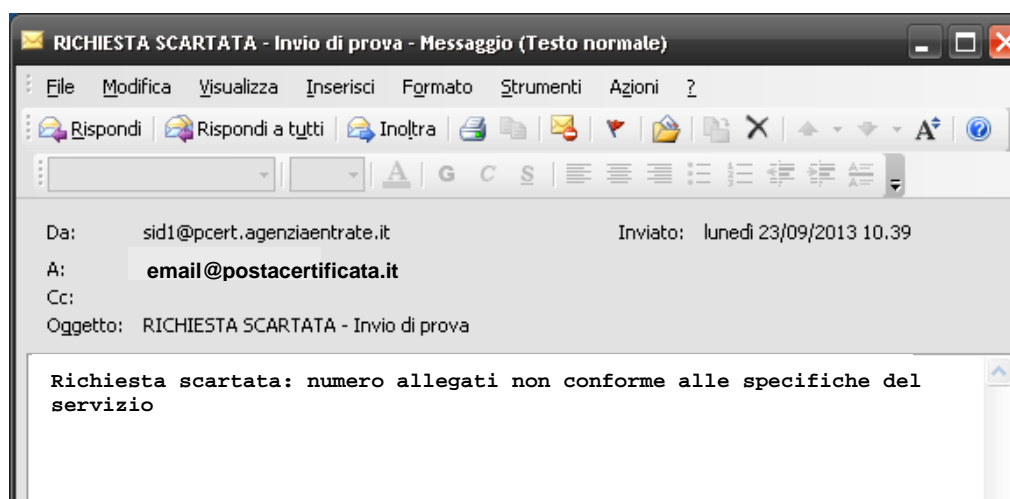 RICHIESTA SCARTATA - Invio di prova - Messaggio (Testo normale)
File Modifica Visualizza Inserisci Formato Strumenti Azioni ?
Rispondi Rispondi a tutti Inoltra A
A G C S
Da: sid1@pcert.agenziaentrate.it Inviato: lunedì 23/09/2013 10.39
A: email@postacertificata.it
Cc:
Oggetto: RICHIESTA SCARTATA - Invio di prova
Richiesta scartata: numero allegati non conforme alle specifiche del
servizio